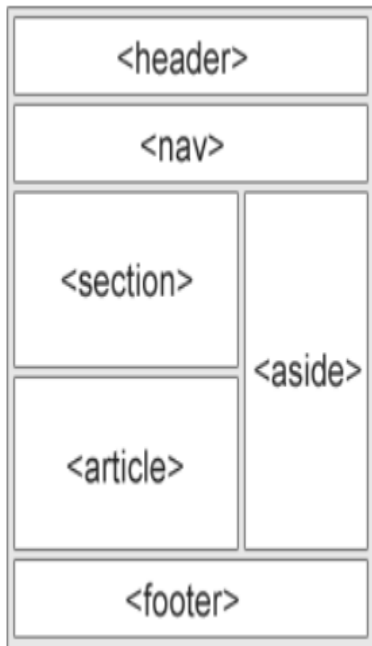 <header>
<nav>
<section>
<aside>
<article>
<footer>